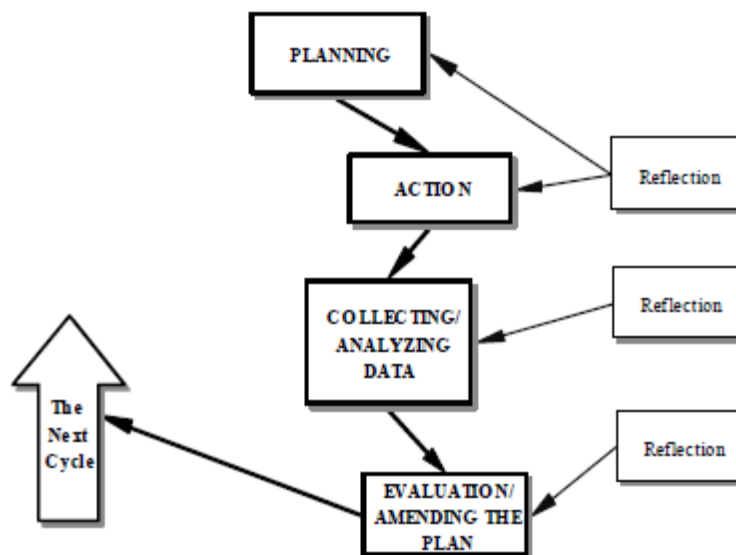 PLANNING
ACTION
Reflection
COLLECTING/
ANALYZING
DATA
Reflection
The
Next
Cycle
EVALUATION/
AMENDING THE
PLAN
Reflection